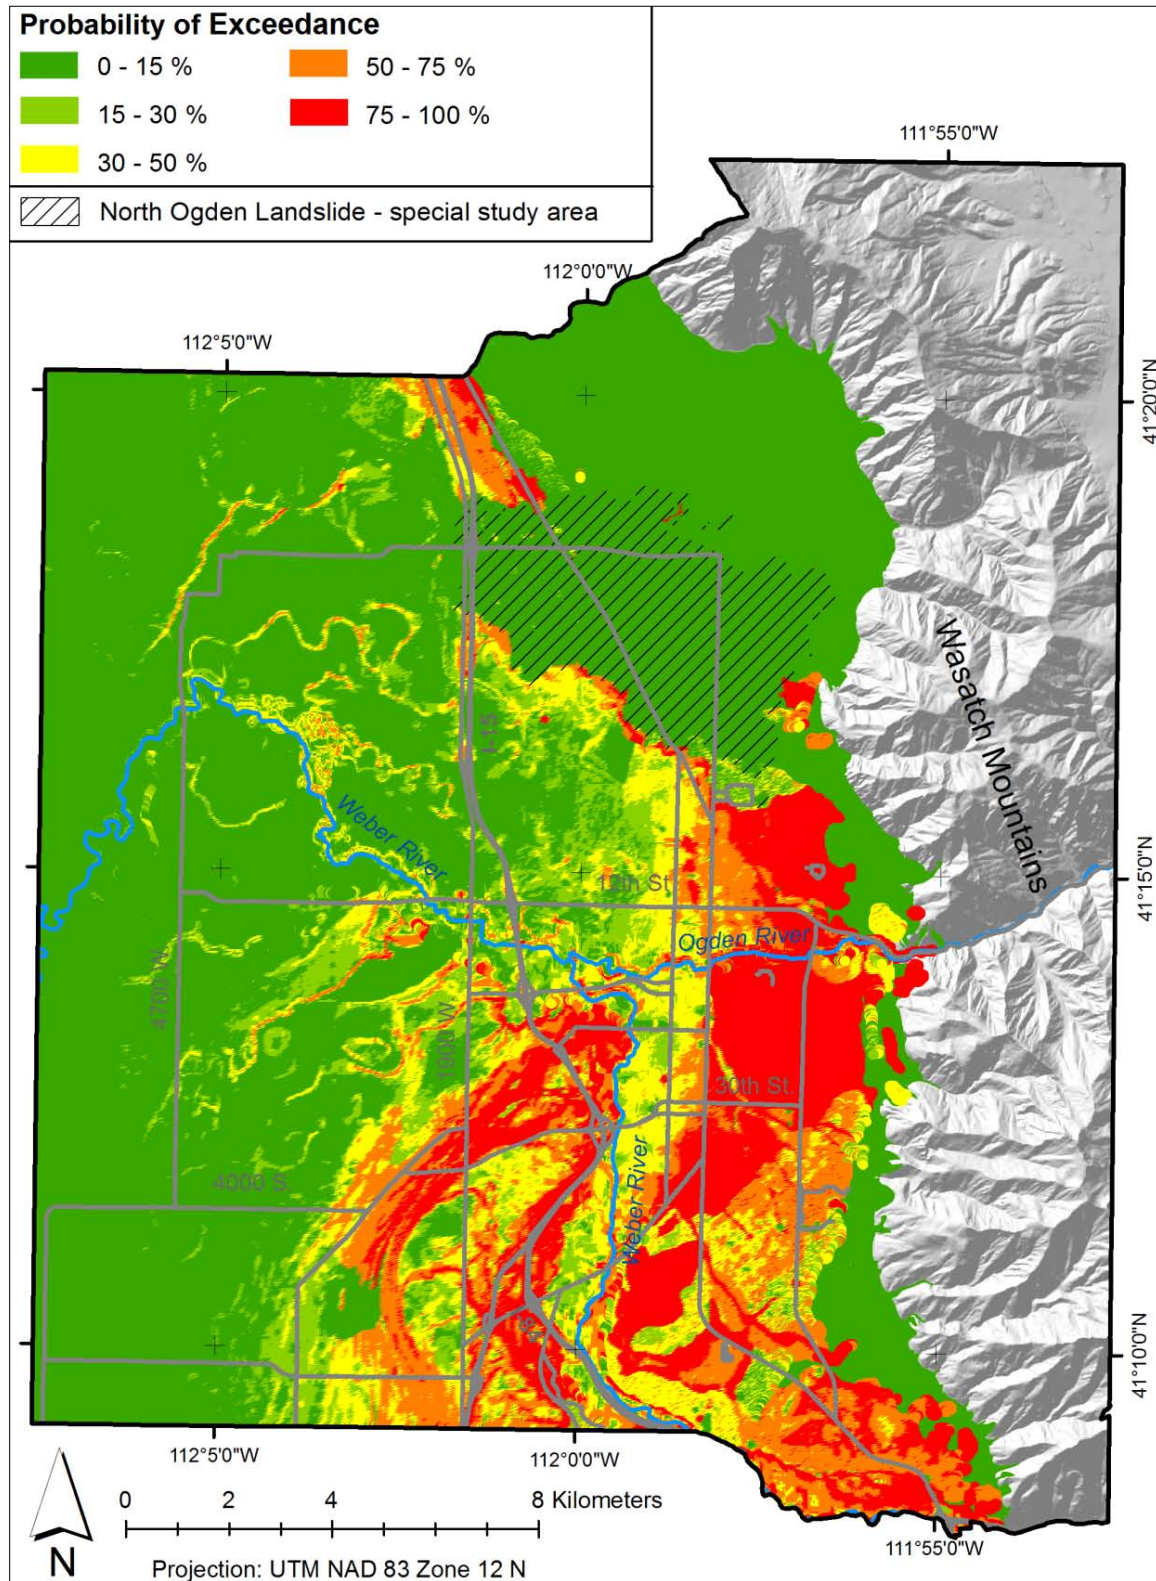 Probability of Exceedance
0 - 15 %
50 - 75 %
15 - 30 %
75 - 100 %
30 - 50 %
North Ogden Landslide - special study area
111°55'0"W
112°0'0"W
112°5'0"W
41°20'0"N
Wasatch Mountains
I-15
Weber River
41°15'0"N
12th St.
Ogden River
4700 W.
1900 W.
30th St.
Weber River
4000 S.
I-84
41°10'0"N
112°5'0"W
112°0'0"W
111°55'0"W
0 2 4 8 Kilometers
N
Projection: UTM NAD 83 Zone 12 N